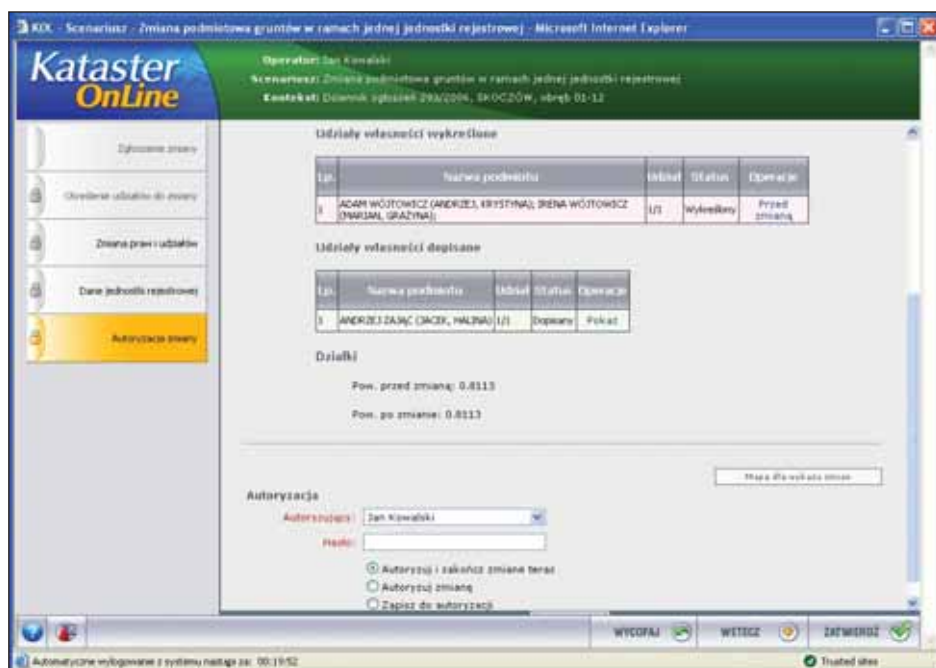 KOL - Scenariusz - Zmiana podmiotowa gruntów w ramach jednej jednostki rejestrowej - Microsoft Internet Explorer
Kataster
OnLine
Operator: Jan Kowalski
Scenariusz: Zmiana podmiotowa gruntów w ramach jednej jednostki rejestrowej
Kontekst: Dziennik zgłoszeń 293/2006, SKOCZÓW, obręb 01-12
Zgłoszenie zmiany
Określenie udziałów do zmiany
Zmiana praw i udziałów
Dane jednostki rejestrowej
Autoryzacja zmiany
Udziały własności wykreślone
Lp. Nazwa podmiotu Udział Status Operacje
1 ADAM WÓJTOWICZ (ANDRZEJ, KRYSTYNA); IRENA WÓJTOWICZ (MARIAN, GRAŻYNA); 1/1 Wykreślony Przed zmianą
Udziały własności dopisane
Lp. Nazwa podmiotu Udział Status Operacje
1 ANDRZEJ ZAJĄC (JACEK, HALINA) 1/1 Dopisany Pokaż
Działki
Pow. przed zmianą: 0.8113
Pow. po zmianie: 0.8113
Mapa dla wykazu zmian
Autoryzacja
Autoryzujący: Jan Kowalski
Hasło:
Autoryzuj i zakończ zmianę teraz
Autoryzuj zmianę
Zapisz do autoryzacji
WYCOFAJ WSTECZ ZATWIERDŹ
Automatyczne wylogowanie z systemu nastąpi za: 00:19:52 Trusted sites